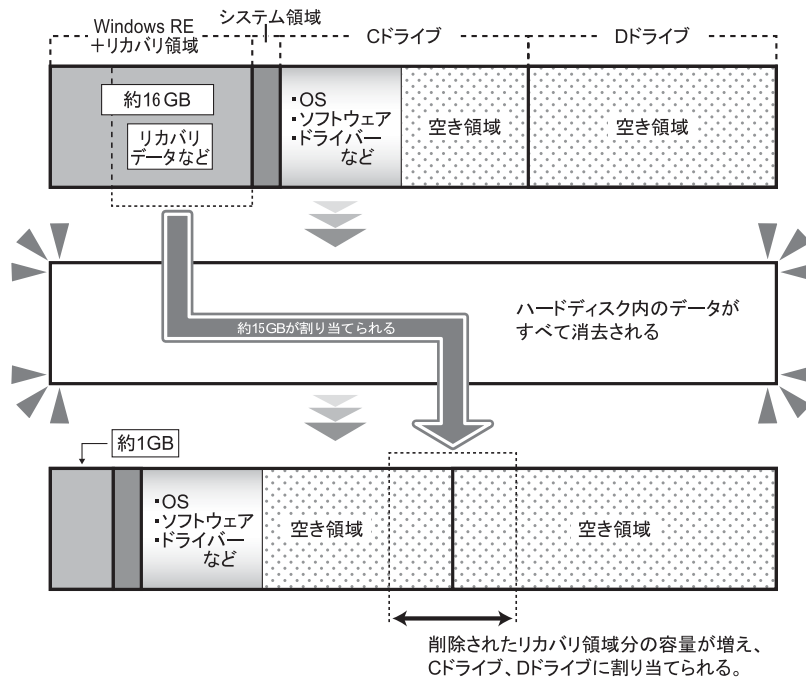 Windows RE
+リカバリ領域
システム領域
Cドライブ
Dドライブ
約16GB
リカバリ
データなど
・OS
・ソフトウェア
・ドライバー
など
空き領域
空き領域
ハードディスク内のデータが
すべて消去される
約15GBが割り当てられる
約1GB
・OS
・ソフトウェア
・ドライバー
など
空き領域
空き領域
削除されたリカバリ領域分の容量が増え、
Cドライブ、Dドライブに割り当てられる。